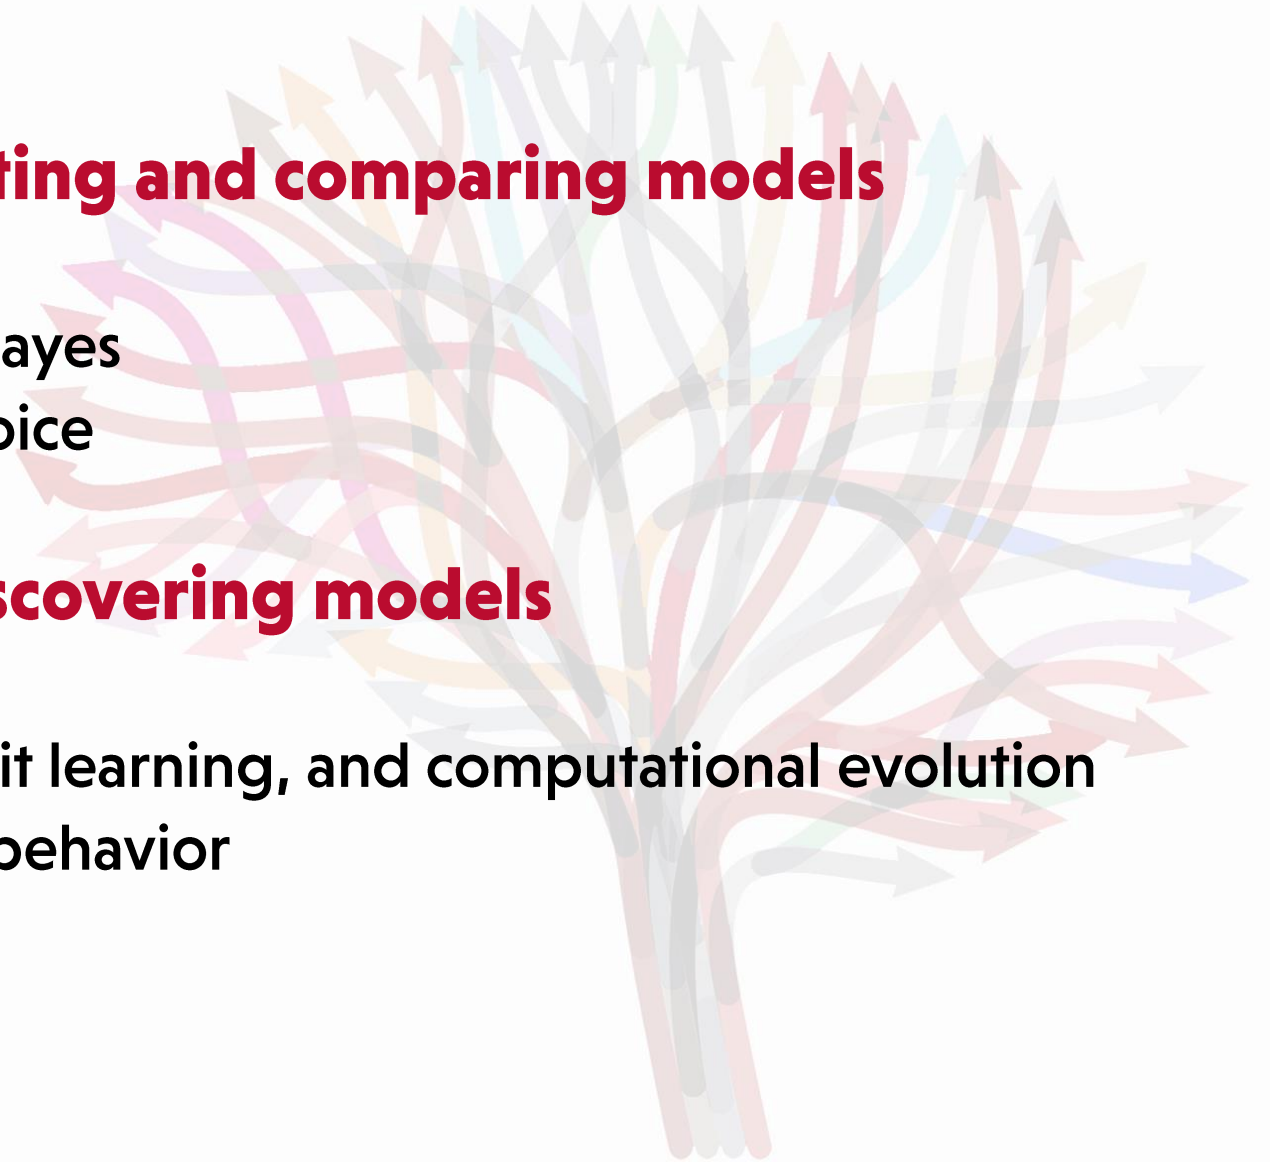 ting and comparing models
ayes
oice
scovering models
it learning, and computational evolution
behavior